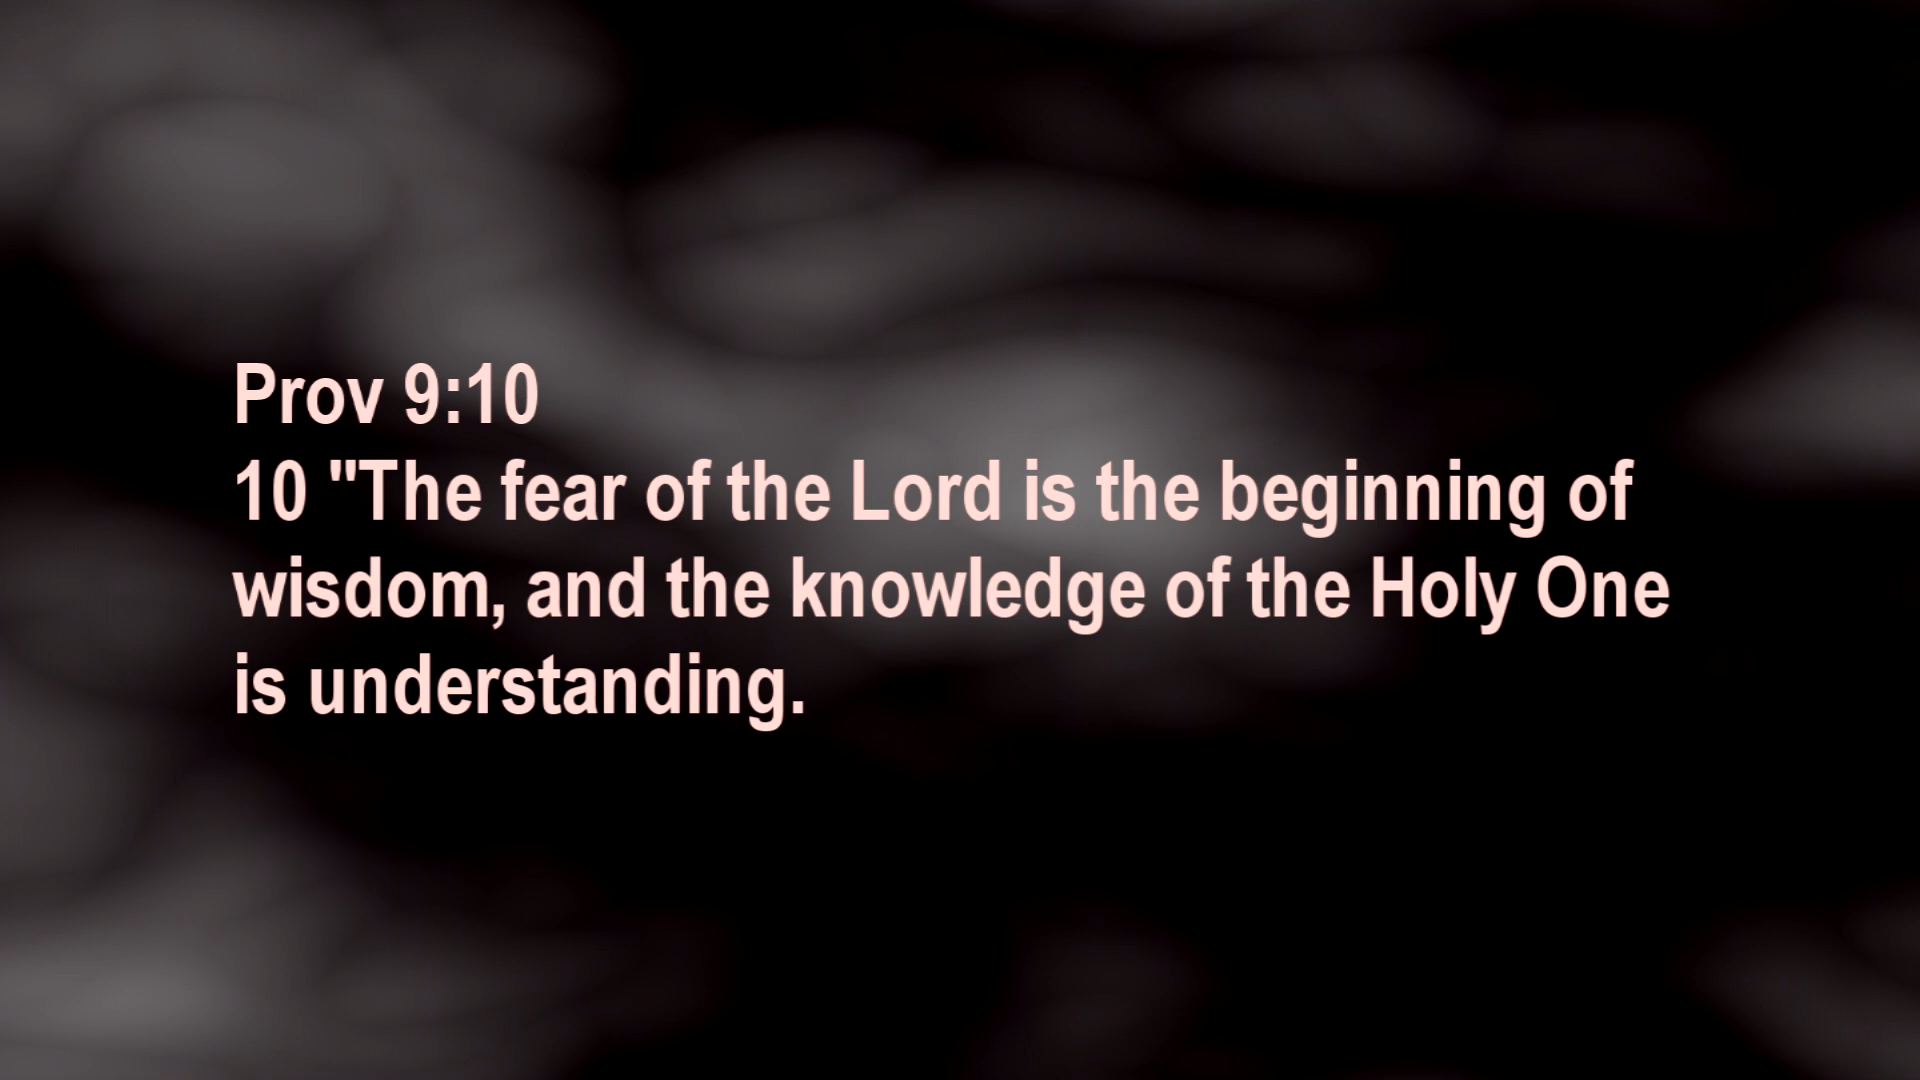 Prov 9:10
10 "The fear of the Lord is the beginning of
wisdom, and the knowledge of the Holy One
is understanding.